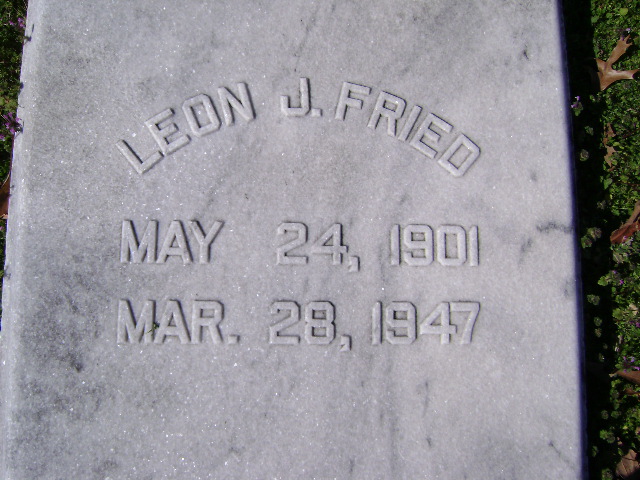 LEON J. FRIED
MAY 24, 1901
MAR. 28, 1947